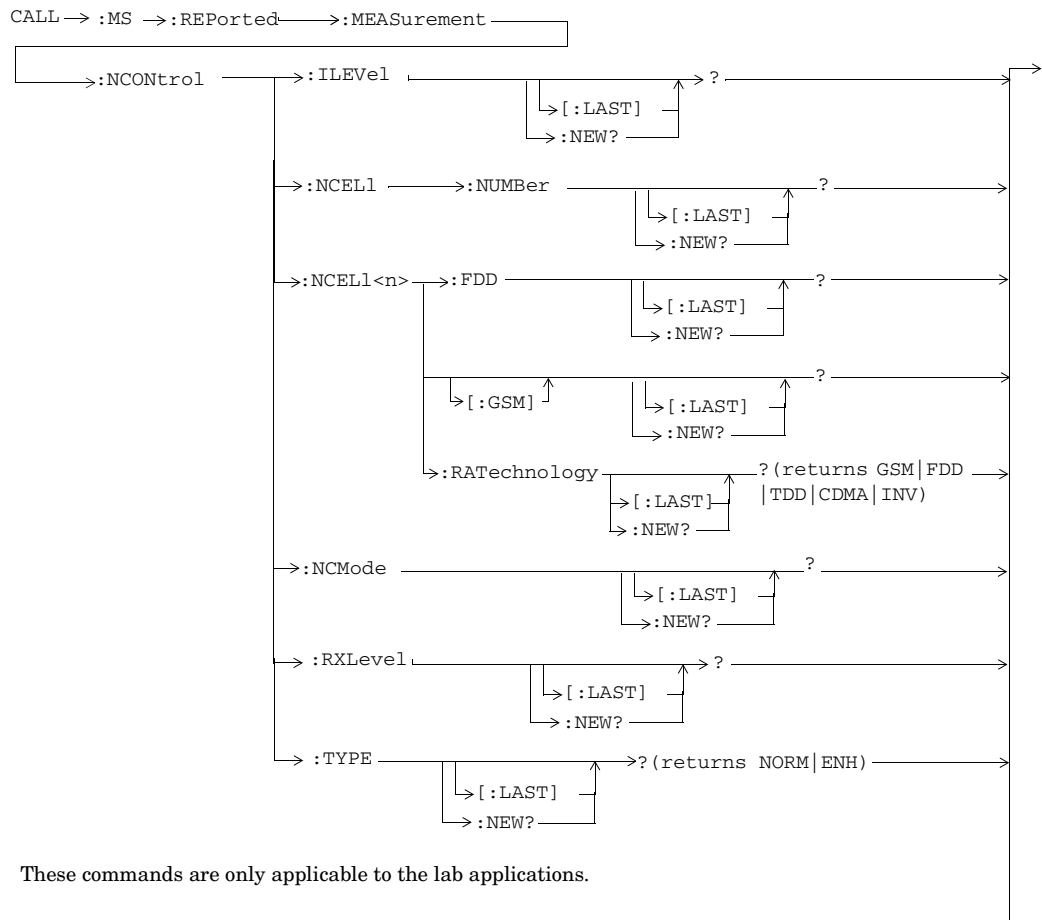 CALL :MS :REPorted :MEASurement
:NCONtrol :ILEVel ?
[:LAST]
:NEW?
:NCELl :NUMBer ?
[:LAST]
:NEW?
:NCELl<n> :FDD ?
[:LAST]
:NEW?
?
[:GSM] [:LAST]
:NEW?
:RATechnology ?(returns GSM|FDD
[:LAST] |TDD|CDMA|INV)
:NEW?
:NCMode ?
[:LAST]
:NEW?
:RXLevel ?
[:LAST]
:NEW?
:TYPE ?(returns NORM|ENH)
[:LAST]
:NEW?
These commands are only applicable to the lab applications.